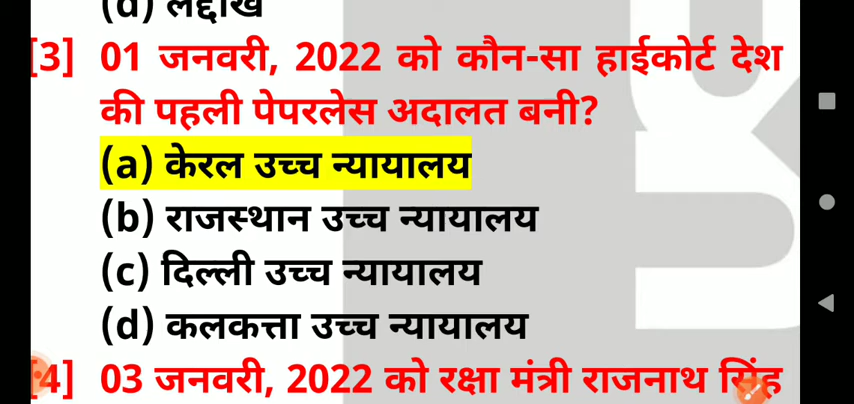 (d) लद्दाख
[3] 01 जनवरी, 2022 को कौन-सा हाईकोर्ट देश
की पहली पेपरलेस अदालत बनी?
(a) केरल उच्च न्यायालय
(b) राजस्थान उच्च न्यायालय
(c) दिल्ली उच्च न्यायालय
(d) कलकत्ता उच्च न्यायालय
[4] 03 जनवरी, 2022 को रक्षा मंत्री राजनाथ सिंह